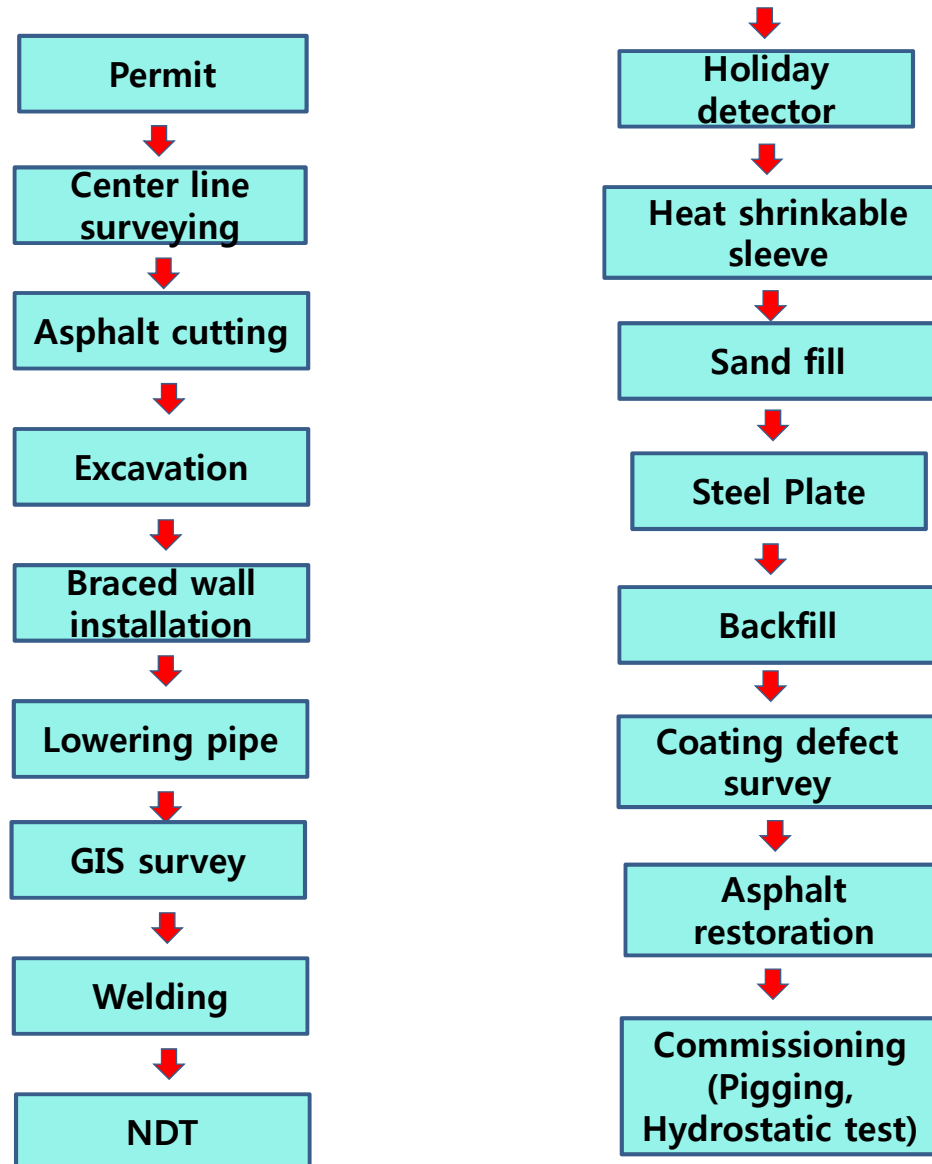 Permit
Center line
surveying
Asphalt cutting
Excavation
Braced wall
installation
Lowering pipe
GIS survey
Welding
NDT
Holiday
detector
Heat shrinkable
sleeve
Sand fill
Steel Plate
Backfill
Coating defect
survey
Asphalt
restoration
Commissioning
(Pigging,
Hydrostatic test)